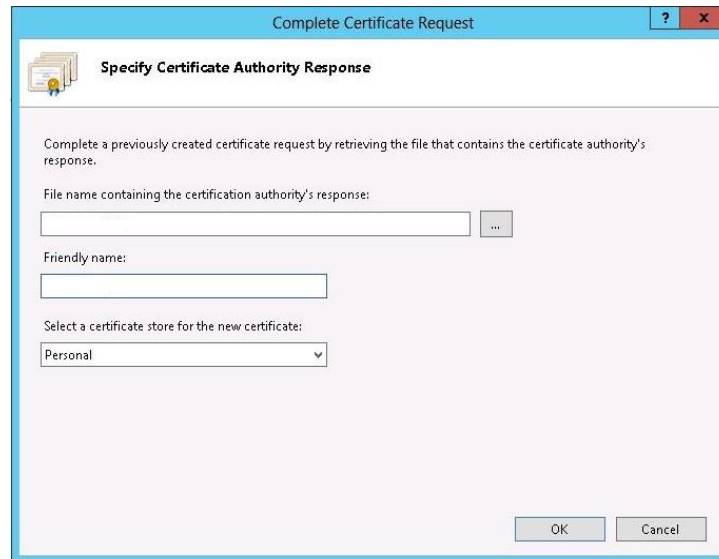 Complete Certificate Request
? x
Specify Certificate Authority Response
Complete a previously created certificate request by retrieving the file that contains the certificate authority's
response.
File name containing the certification authority's response:
...
Friendly name:
Select a certificate store for the new certificate:
Personal
OK Cancel